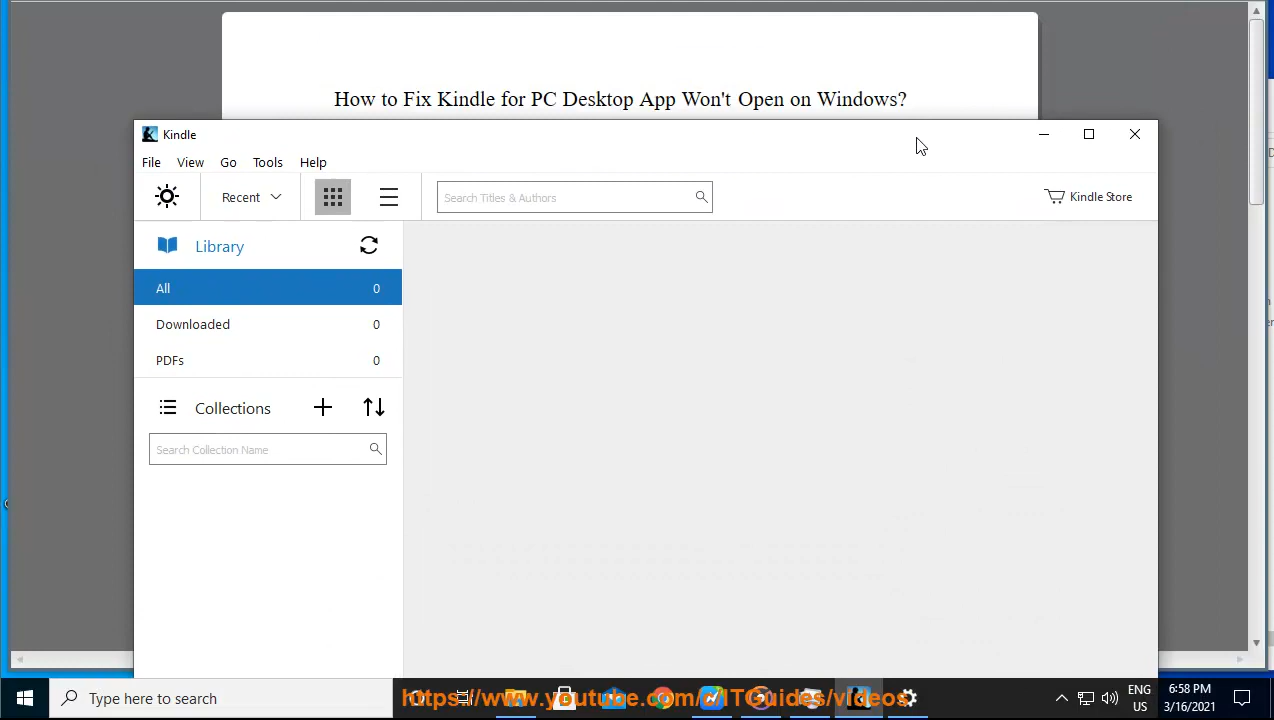 How to Fix Kindle for PC Desktop App Won't Open on Windows?
Kindle
File View Go Tools Help
Recent
Search Titles & Authors
Kindle Store
Library
All 0
Downloaded 0
PDFs 0
Collections
Search Collection Name
Type here to search
https://www.youtube.com/c/ITGuides/videos
ENG
US
6:58 PM
3/16/2021